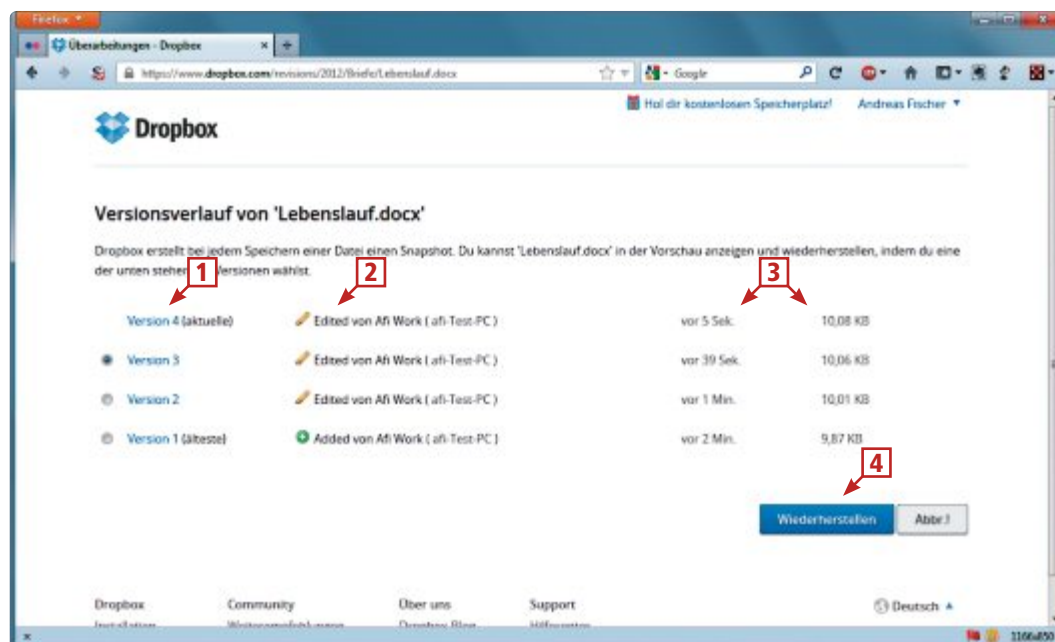 Firefox
Überarbeitungen - Dropbox
https://www.dropbox.com/revisions/2012/Briefe/Lebenslauf.docx
Google
Hol dir kostenlosen Speicherplatz!
Andreas Fischer
Dropbox
Versionsverlauf von 'Lebenslauf.docx'
Dropbox erstellt bei jedem Speichern einer Datei einen Snapshot. Du kannst 'Lebenslauf.docx' in der Vorschau anzeigen und wiederherstellen, indem du eine
der unten Versionen wählst.
1 2 3
Version 4 (aktuelle) Edited von Afi Work ( afi-Test-PC ) vor 5 Sek. 10,08 KB
Version 3 Edited von Afi Work ( afi-Test-PC ) vor 39 Sek. 10,06 KB
Version 2 Edited von Afi Work ( afi-Test-PC ) vor 1 Min. 10,01 KB
Version 1 (älteste) Added von Afi Work ( afi-Test-PC ) vor 2 Min. 9,87 KB
4
Wiederherstellen Abbr.!
Dropbox Community Über uns Support Deutsch
1166x850